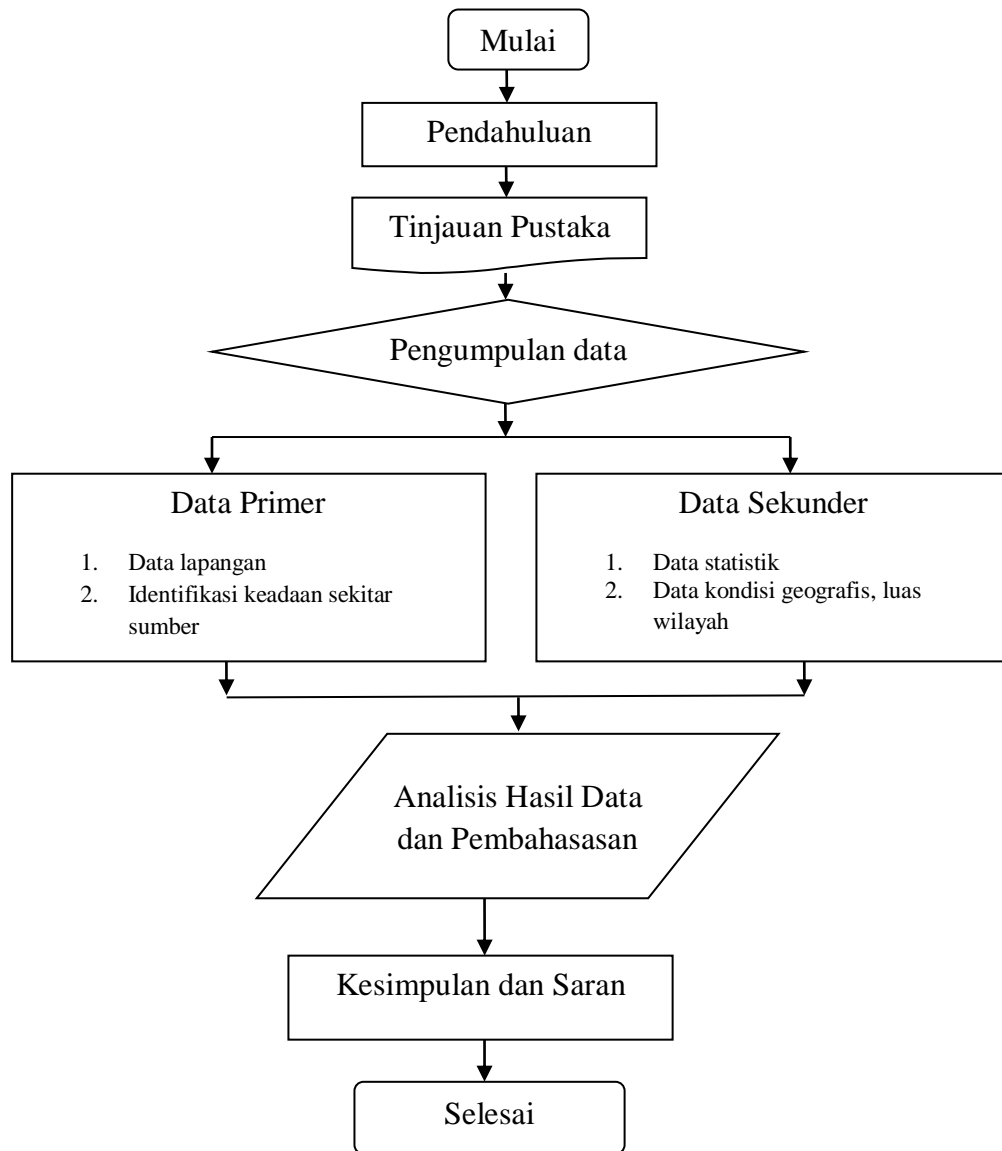 Mulai
Pendahuluan
Tinjauan Pustaka
Pengumpulan data
Data Primer
1. Data lapangan
2. Identifikasi keadaan sekitar
sumber
Data Sekunder
1. Data statistik
2. Data kondisi geografis, luas
wilayah
Analisis Hasil Data
dan Pembahasasan
Kesimpulan dan Saran
Selesai